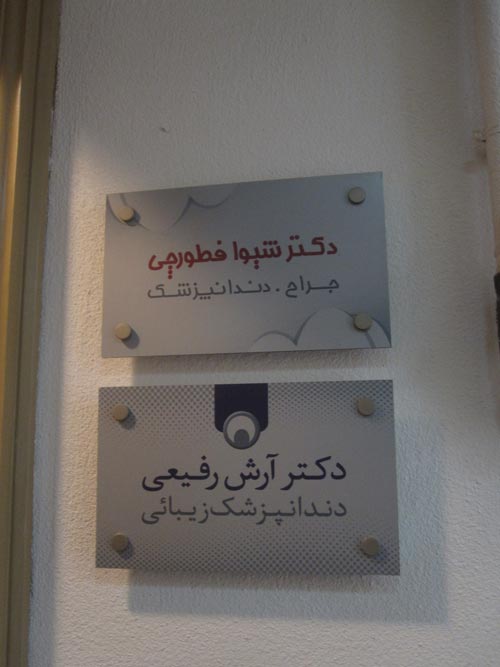 دکتر شیوا فطورچی
جراح . دندانپزشک
دکتر آرش رفیعی
دندانپزشک زیبائی